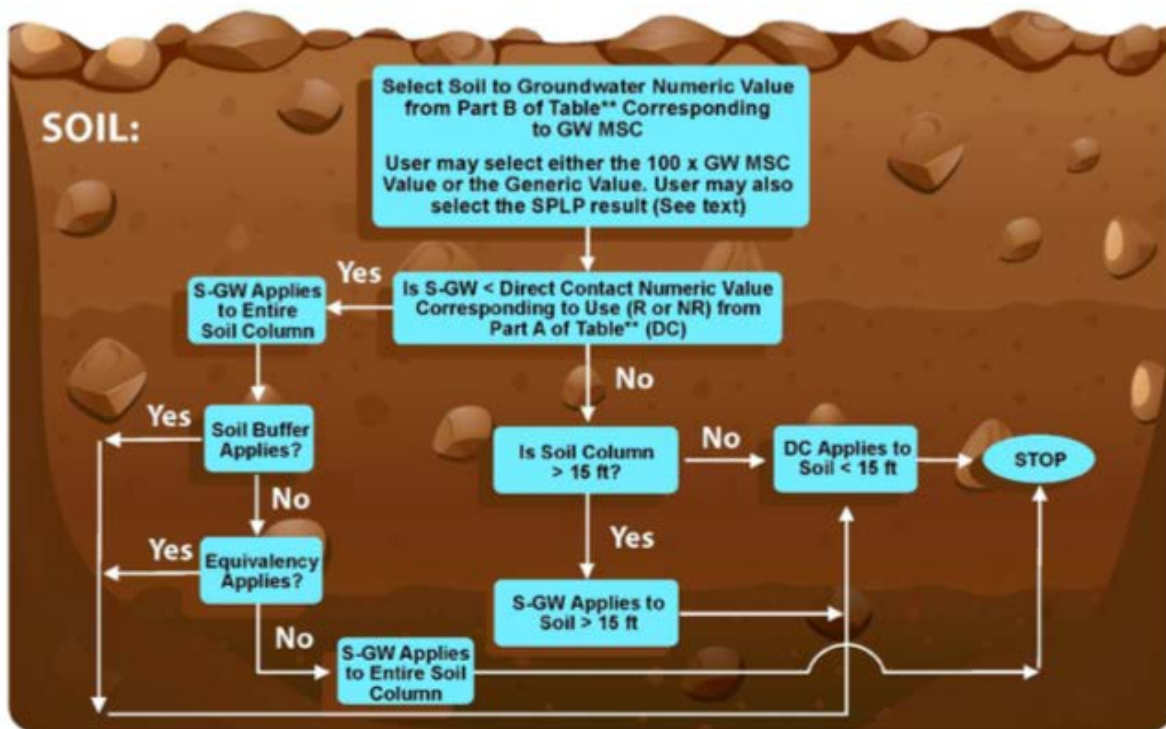 SOIL:
Select Soil to Groundwater Numeric Value
from Part B of Table** Corresponding
to GW MSC
User may select either the 100 x GW MSC
Value or the Generic Value. User may also
select the SPLP result (See text)
Yes
S-GW Applies
to Entire
Soil Column
Is S-GW < Direct Contact Numeric Value
Corresponding to Use (R or NR) from
Part A of Table** (DC)
No
Yes
Soil Buffer
Applies?
Is Soil Column
> 15 ft?
No
DC Applies to
Soil < 15 ft
STOP
No
Yes
Equivalency
Applies?
Yes
S-GW Applies to
Soil > 15 ft
No
S-GW Applies
to Entire Soil
Column